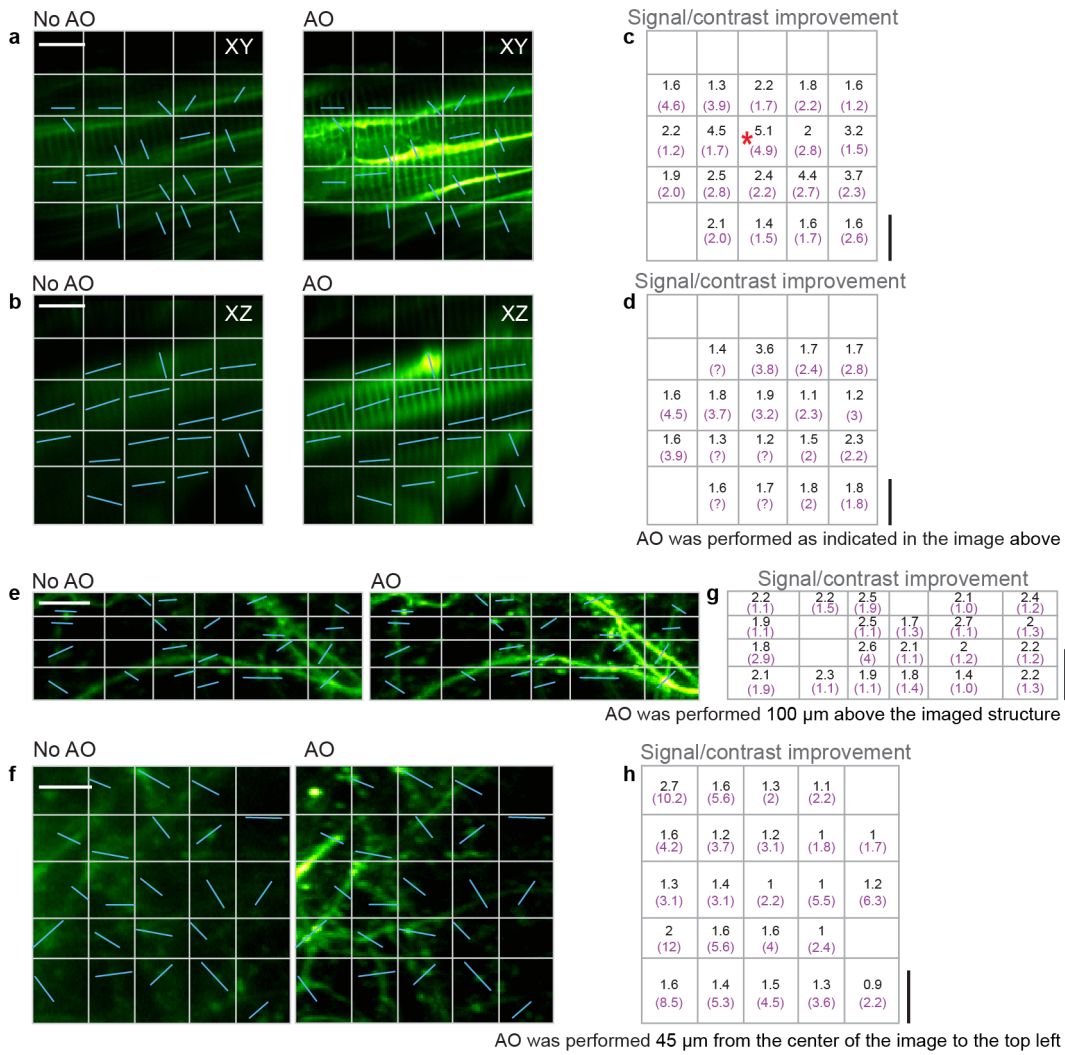 No AO
AO
Signal/contrast improvement
a
XY
XY
c
1.6 1.3 2.2 1.8 1.6
(4.6) (3.9) (1.7) (2.2) (1.2)
2.2 4.5 * 5.1 2 3.2
(1.2) (1.7) (4.9) (2.8) (1.5)
1.9 2.5 2.4 4.4 3.7
(2.0) (2.8) (2.2) (2.7) (2.3)
2.1 1.4 1.6 1.6
(2.0) (1.5) (1.7) (2.6)
No AO
AO
Signal/contrast improvement
b
XZ
XZ
d
1.4 3.6 1.7 1.7
(?) (3.8) (2.4) (2.8)
1.6 1.8 1.9 1.1 1.2
(4.5) (3.7) (3.2) (2.3) (3)
1.6 1.3 1.2 1.5 2.3
(3.9) (?) (?) (2) (2.2)
1.6 1.7 1.8 1.8
(?) (?) (2) (1.8)
AO was performed as indicated in the image above
No AO
AO
Signal/contrast improvement
e
g
2.2 2.2 2.5 2.1 2.4
(1.1) (1.5) (1.9) (1.0) (1.2)
1.9 2.5 1.7 2.7 2
(1.1) (1.1) (1.3) (1.1) (1.3)
1.8 2.6 2.1 2 2.2
(2.9) (4) (1.1) (1.2) (1.2)
2.1 2.3 1.9 1.8 1.4 2.2
(1.9) (1.1) (1.1) (1.4) (1.0) (1.3)
AO was performed 100 µm above the imaged structure
No AO
AO
Signal/contrast improvement
f
h
2.7 1.6 1.3 1.1
(10.2) (5.6) (2) (2.2)
1.6 1.2 1.2 1 1
(4.2) (3.7) (3.1) (1.8) (1.7)
1.3 1.4 1 1 1.2
(3.1) (3.1) (2.2) (5.5) (6.3)
2 1.6 1.6 1
(12) (5.6) (4) (2.4)
1.6 1.4 1.5 1.3 0.9
(8.5) (5.3) (4.5) (3.6) (2.2)
AO was performed 45 µm from the center of the image to the top left